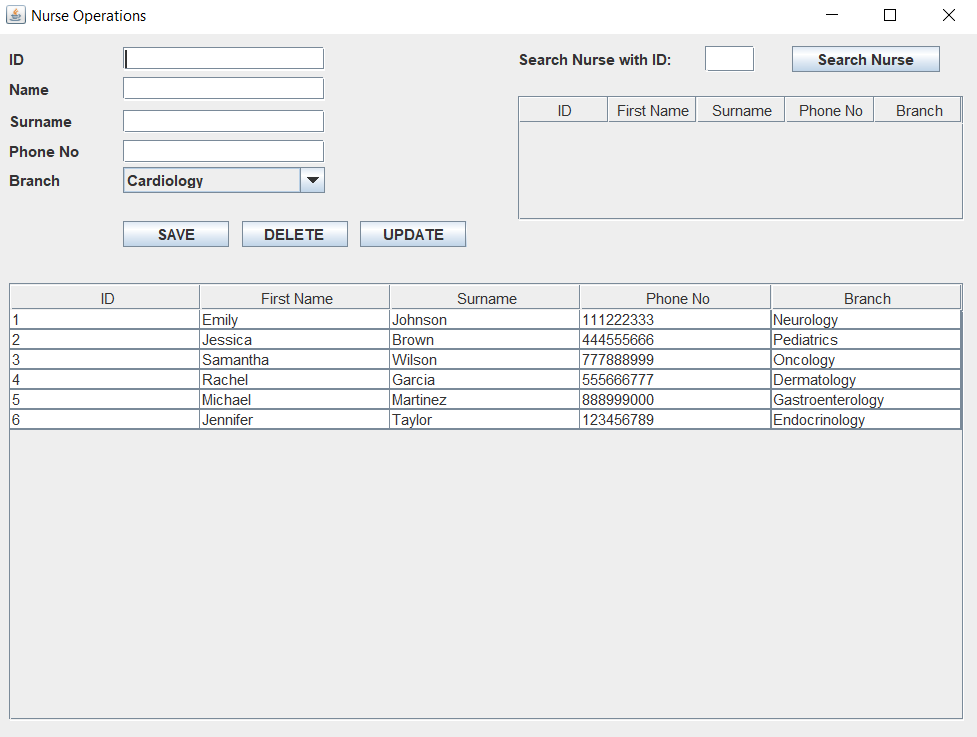 Nurse Operations
ID
Name
Surname
Phone No
Branch Cardiology
SAVE DELETE UPDATE
Search Nurse with ID: Search Nurse
ID First Name Surname Phone No Branch
ID First Name Surname Phone No Branch
1 Emily Johnson 111222333 Neurology
2 Jessica Brown 444555666 Pediatrics
3 Samantha Wilson 777888999 Oncology
4 Rachel Garcia 555666777 Dermatology
5 Michael Martinez 888999000 Gastroenterology
6 Jennifer Taylor 123456789 Endocrinology